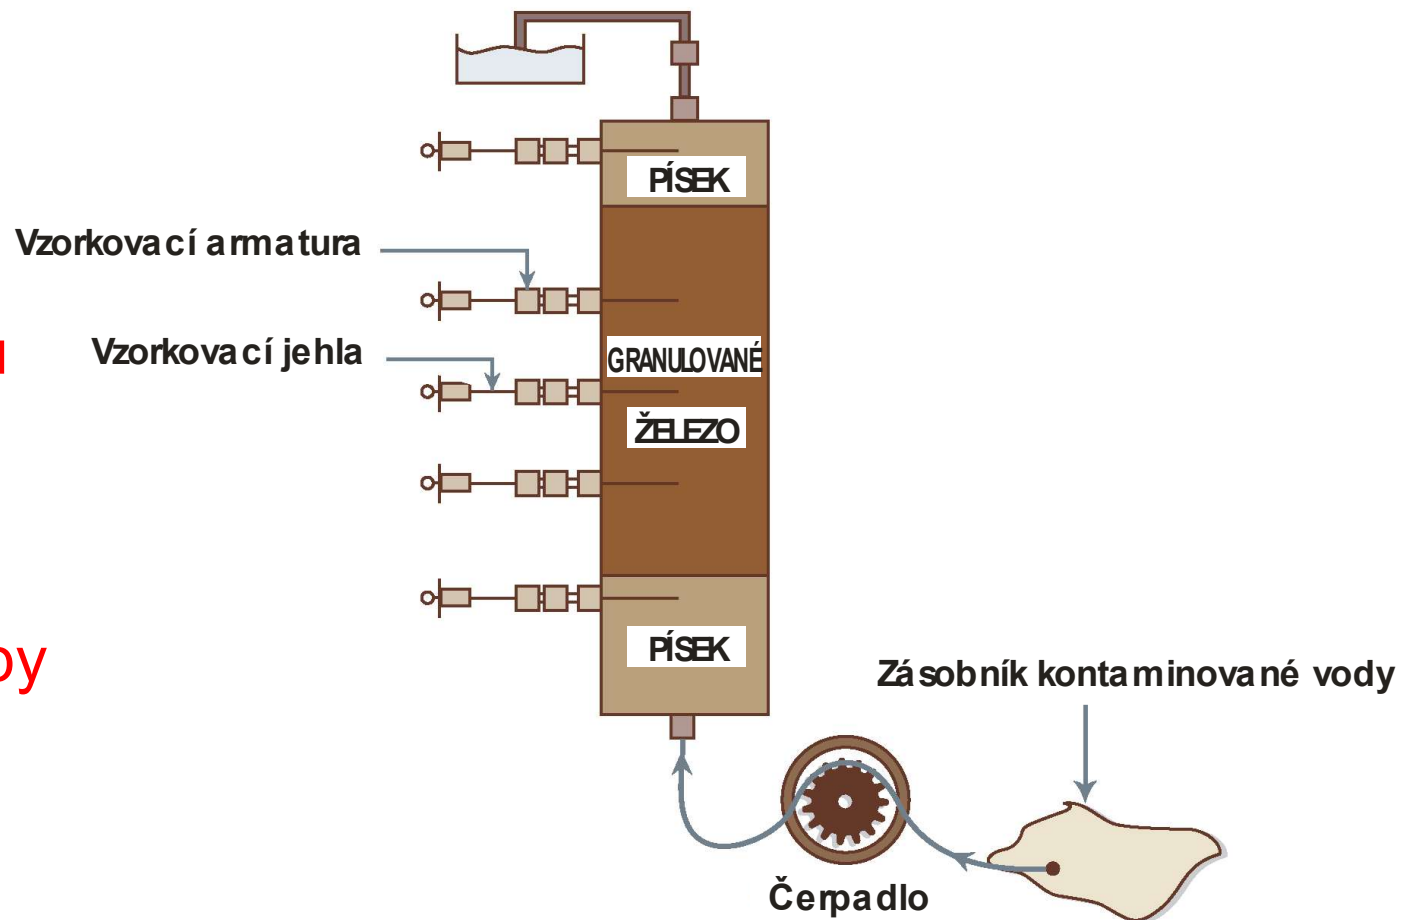 PÍSEK
Vzorkovací armatura
Vzorkovací jehla
GRANULOVANÉ
ŽELEZO
PÍSEK
Zásobník kontaminované vody
Čerpadlo